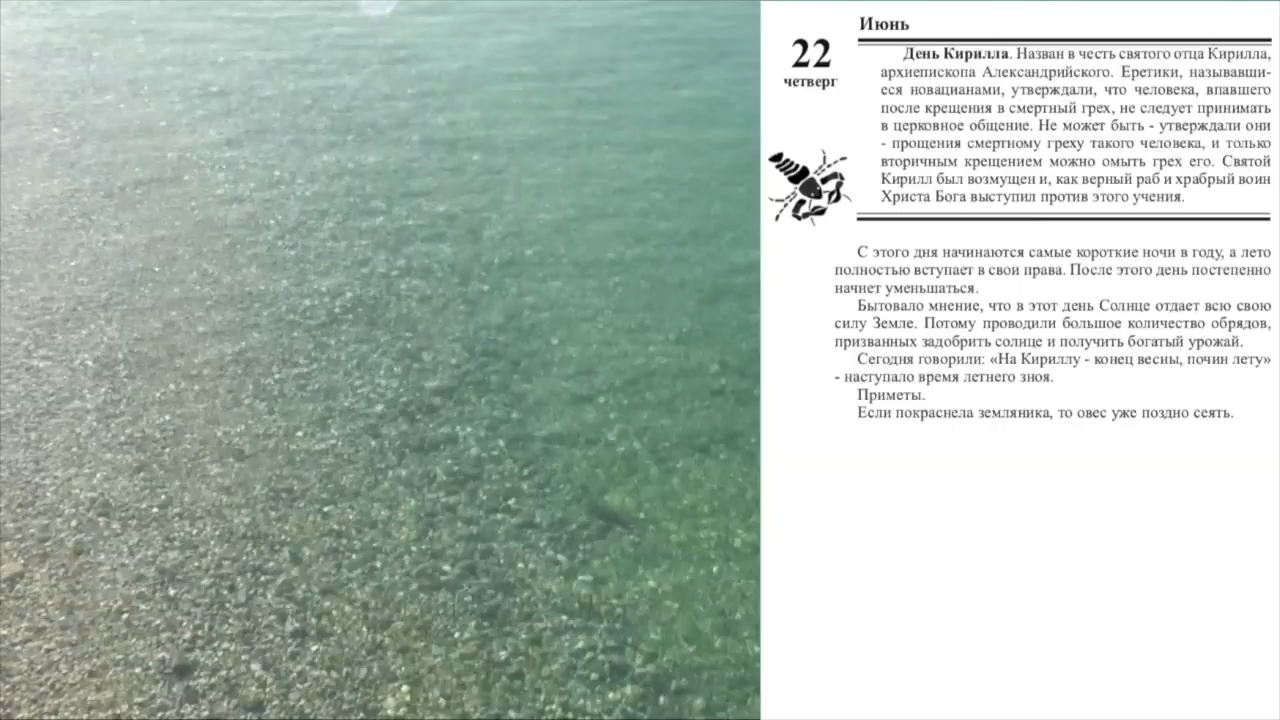 Июнь
22
четверг
День Кирилла. Назван в честь святого отца Кирилла,
архиепископа Александрийского. Еретики, называвши-
еся новацианами, утверждали, что человека, впавшего
после крещения в смертный грех, не следует принимать
в церковное общение. Не может быть - утверждали они
- прощения смертному греху такого человека, и только
вторичным крещением можно омыть грех его. Святой
Кирилл был возмущен и, как верный раб и храбрый воин
Христа Бога выступил против этого учения.
С этого дня начинаются самые короткие ночи в году, а лето
полностью вступает в свои права. После этого день постепенно
начнет уменьшаться.
Бытовало мнение, что в этот день Солнце отдает всю свою
силу Земле. Потому проводили большое количество обрядов,
призванных задобрить солнце и получить богатый урожай.
Сегодня говорили: «На Кириллу - конец весны, почин лету»
- наступало время летнего зноя.
Приметы.
Если покраснела земляника, то овес уже поздно сеять.